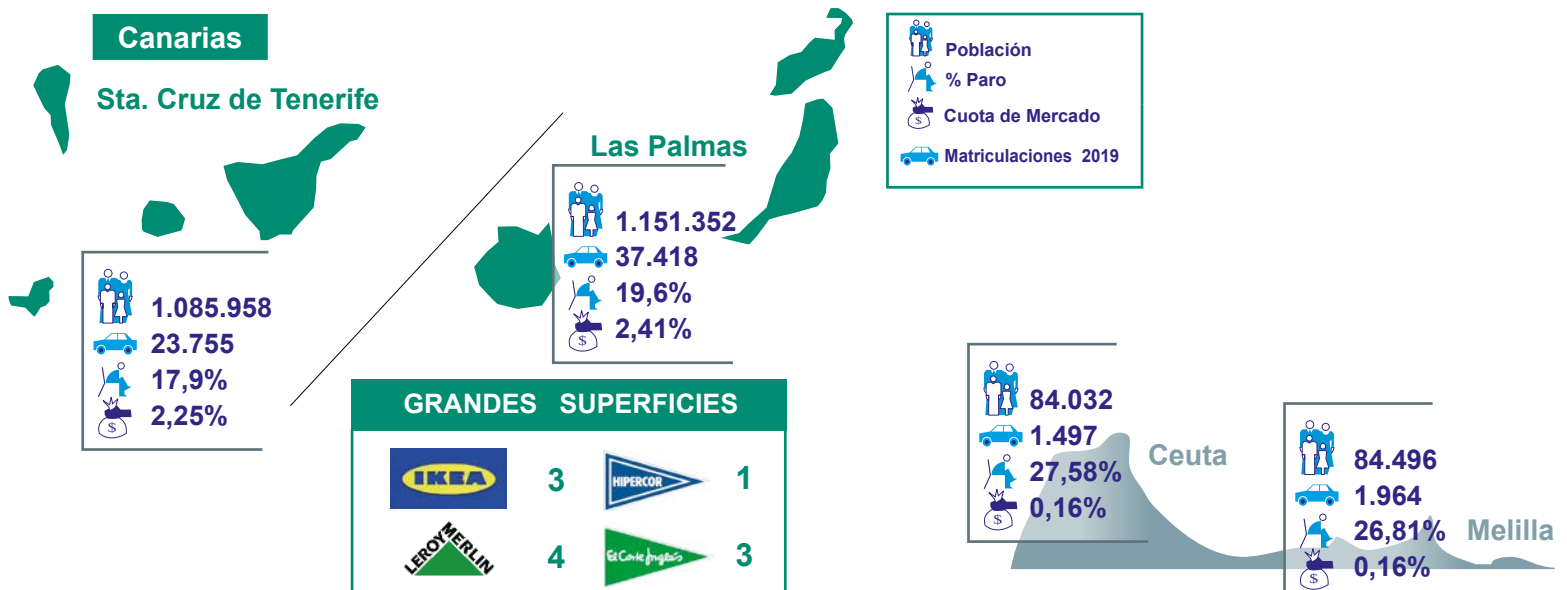 Canarias
Sta. Cruz de Tenerife
1.085.958
23.755
17,9%
$
2,25%
Las Palmas
1.151.352
37.418
19,6%
$
2,41%
Población
% Paro
$
Cuota de Mercado
Matriculaciones 2019
GRANDES SUPERFICIES
IKEA
3
HIPERCOR
1
LEROY MERLIN
4
El Corte Inglés
3
84.032
1.497
27,58%
$
0,16%
Ceuta
84.496
1.964
26,81%
$
0,16%
Melilla